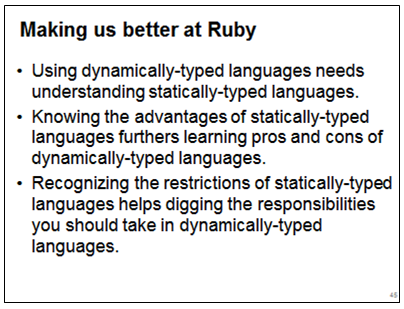 Making us better at Ruby
• Using dynamically-typed languages needs
understanding statically-typed languages.
• Knowing the advantages of statically-typed
languages furthers learning pros and cons of
dynamically-typed languages.
• Recognizing the restrictions of statically-typed
languages helps digging the responsibilities
you should take in dynamically-typed
languages.
45